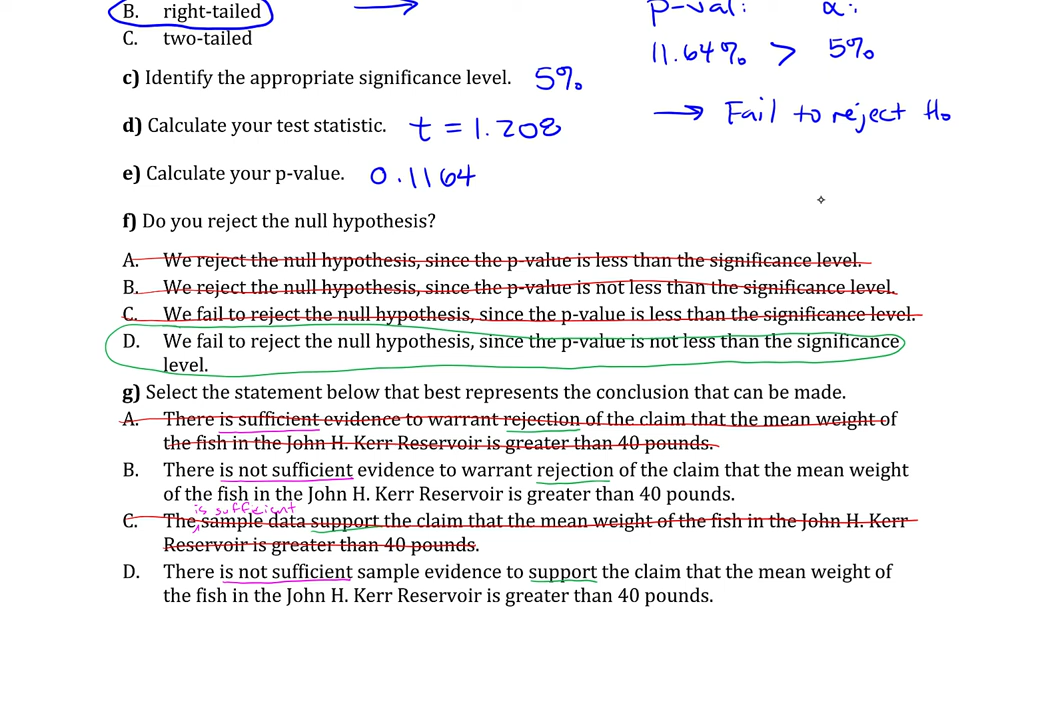 B. right-tailed
p-val: α:
C. two-tailed
11.64% > 5%
c) Identify the appropriate significance level. 5%
→ Fail to reject H₀
d) Calculate your test statistic. t = 1.208
e) Calculate your p-value. 0.1164
f) Do you reject the null hypothesis?
A. We reject the null hypothesis, since the p-value is less than the significance level.
B. We reject the null hypothesis, since the p-value is not less than the significance level.
C. We fail to reject the null hypothesis, since the p-value is less than the significance level.
D. We fail to reject the null hypothesis, since the p-value is not less than the significance
level.
g) Select the statement below that best represents the conclusion that can be made.
A. There is sufficient evidence to warrant rejection of the claim that the mean weight of
the fish in the John H. Kerr Reservoir is greater than 40 pounds.
B. There is not sufficient evidence to warrant rejection of the claim that the mean weight
of the fish in the John H. Kerr Reservoir is greater than 40 pounds.
is sufficient
C. The sample data support the claim that the mean weight of the fish in the John H. Kerr
Reservoir is greater than 40 pounds.
D. There is not sufficient sample evidence to support the claim that the mean weight of
the fish in the John H. Kerr Reservoir is greater than 40 pounds.